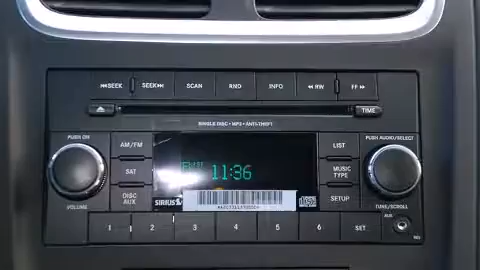 ⏮SEEK SEEK⏭ SCAN RND INFO ◀◀RW FF▶▶
TIME
SINGLE DISC • MP3 • ANTI-THEFT
PUSH ON
VOLUME
AM/FM
SAT
DISC
AUX
11:36
SIRIUS
LIST
MUSIC
TYPE
SETUP
PUSH AUDIO/SELECT
TUNE/SCROLL
1 2 3 4 5 6 SET
AUX